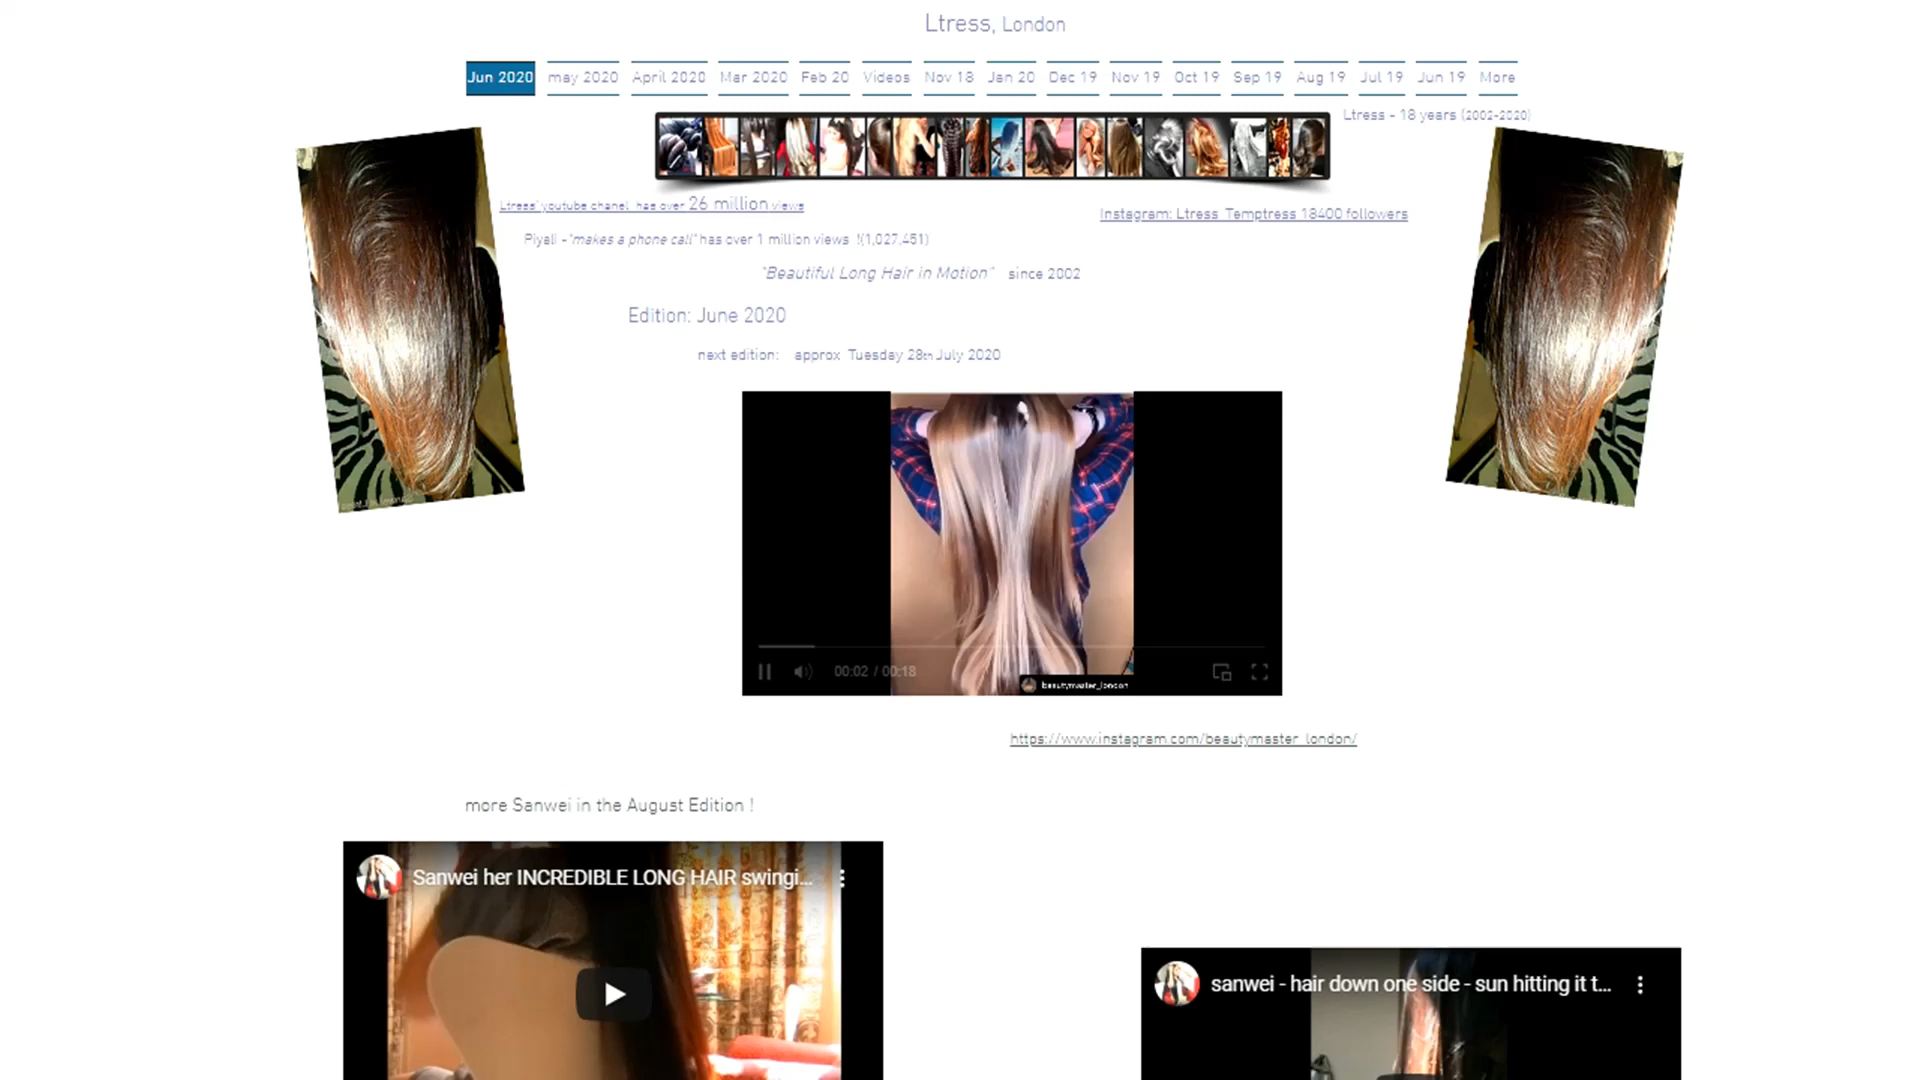 Ltress, London
Jun 2020 may 2020 April 2020 Mar 2020 Feb 20 Videos Nov 18 Jan 20 Dec 19 Nov 19 Oct 19 Sep 19 Aug 19 Jul 19 Jun 19 More
Ltress - 18 years (2002-2020)
Ltress' youtube chanel has over 26 million views
Instagram: Ltress_Temptress 18400 followers
Piyali -"makes a phone call" has over 1 million views !(1,027,451)
"Beautiful Long Hair in Motion" since 2002
Edition: June 2020
next edition: approx Tuesday 28th July 2020
00:02 / 00:18
beautymaster_london
https://www.instagram.com/beautymaster_london/
more Sanwei in the August Edition !
Sanwei her INCREDIBLE LONG HAIR swingi...
sanwei - hair down one side - sun hitting it t...